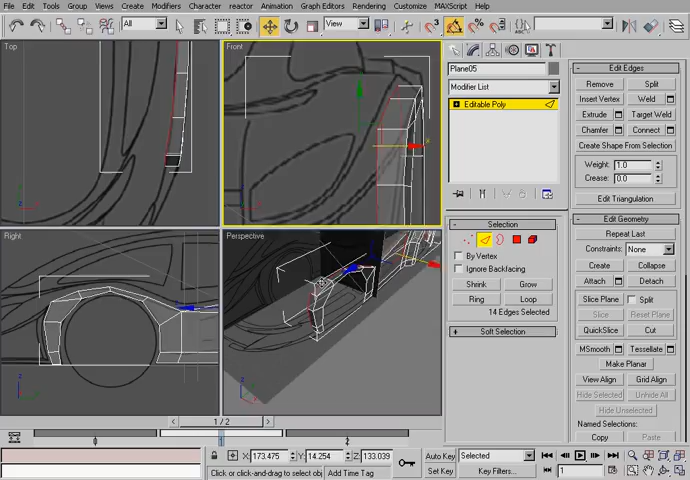 File Edit Tools Group Views Create Modifiers Character reactor Animation Graph Editors Rendering Customize MAXScript Help
All View
Top Front
Right Perspective
Plane05
Modifier List
Editable Poly
Selection
By Vertex
Ignore Backfacing
Shrink Grow
Ring Loop
14 Edges Selected
Soft Selection
Edit Edges
Remove Split
Insert Vertex Weld
Extrude Target Weld
Chamfer Connect
Create Shape From Selection
Weight: 1.0
Crease: 0.0
Edit Triangulation
Edit Geometry
Repeat Last
Constraints: None
Create Collapse
Attach Detach
Slice Plane Split
Slice Reset Plane
QuickSlice Cut
MSmooth Tessellate
Make Planar
View Align Grid Align
Hide Selected Unhide All
Hide Unselected
Named Selections:
Copy Paste
1 / 2
0 1 2
X: 173.475 Y: 14.254 Z: 133.039
Auto Key Selected
Click or click-and-drag to select obj Add Time Tag
Set Key Key Filters... 1